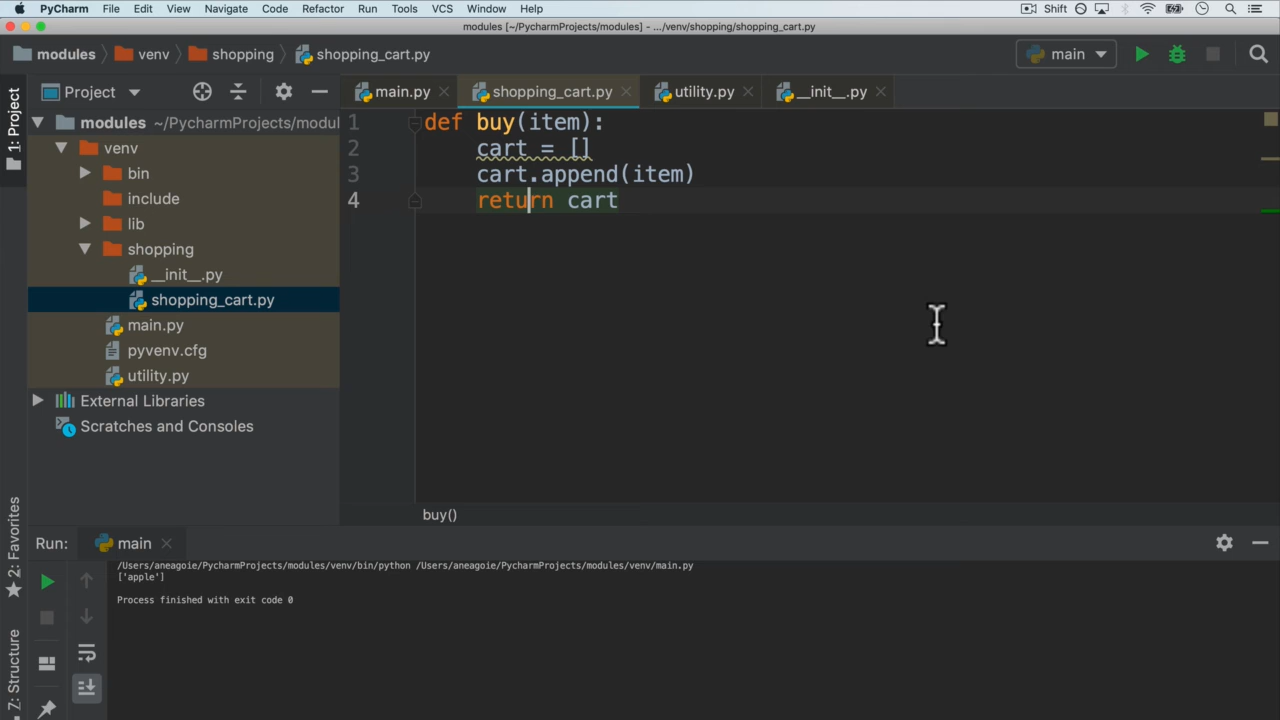 PyCharm File Edit View Navigate Code Refactor Run Tools VCS Window Help Shift
modules [~/PycharmProjects/modules] - .../venv/shopping/shopping_cart.py
modules venv shopping shopping_cart.py main
1: Project
Project
main.py shopping_cart.py utility.py __init__.py
modules ~/PycharmProjects/modul
venv
bin
include
lib
shopping
__init__.py
shopping_cart.py
main.py
pyvenv.cfg
utility.py
External Libraries
Scratches and Consoles
1 def buy(item):
2 cart = []
3 cart.append(item)
4 return cart
buy()
2: Favorites
Z: Structure
Run: main
/Users/aneagoie/PycharmProjects/modules/venv/bin/python /Users/aneagoie/PycharmProjects/modules/venv/main.py
['apple']
Process finished with exit code 0